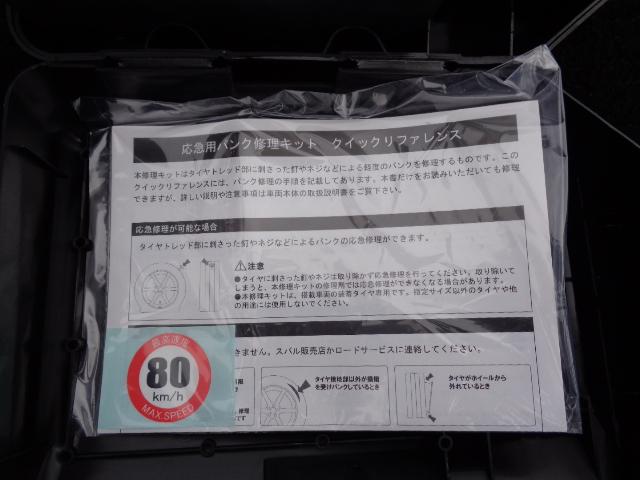 応急用パンク修理キット　クイックリファレンス
本修理キットはタイヤトレッド部に刺さった釘やネジなどによる軽度のパンクを修理するものです。この
クイックリファレンスには、パンク修理の手順を記載してあります。本書だけをお読みいただいても修理
できますが、詳しい説明や注意事項は車両本体の取扱説明書をご覧下さい。
応急修理が可能な場合
タイヤトレッド部に刺さった釘やネジなどによるパンクの応急修理ができます。
⚠注意
●タイヤに刺さった釘やネジは取り除かず応急修理を行ってください。取り除いて
しまうと、本修理キットの修理剤では応急修理ができなくなる場合があります。
●本修理キットは、搭載車両の装着タイヤ専用です。指定サイズ以外のタイヤや他
の用途には使用しないでください。
きません。スバル販売店かロードサービスに連絡してください。
タイヤ接地部以外が損傷
を受けパンクしているとき
タイヤがホイールから
外れているとき
最高速度
80
km/h
MAX.SPEED